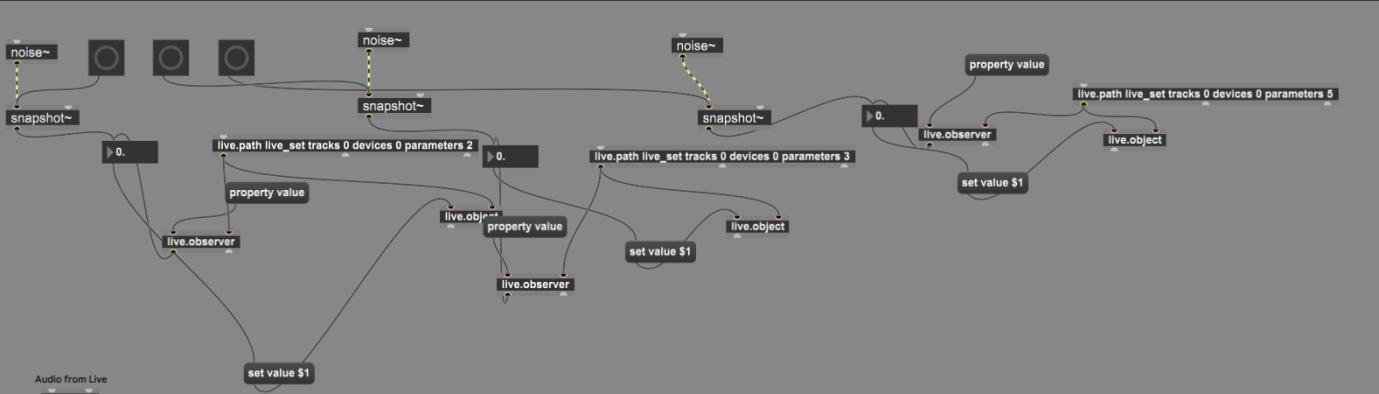 noise~
noise~
noise~
property value
live.path live_set tracks 0 devices 0 parameters 5
snapshot~
snapshot~
snapshot~
0.
live.observer
live.object
0.
live.path live_set tracks 0 devices 0 parameters 2
0.
live.path live_set tracks 0 devices 0 parameters 3
set value $1
property value
live.object
property value
live.object
live.observer
set value $1
live.observer
set value $1
Audio from Live